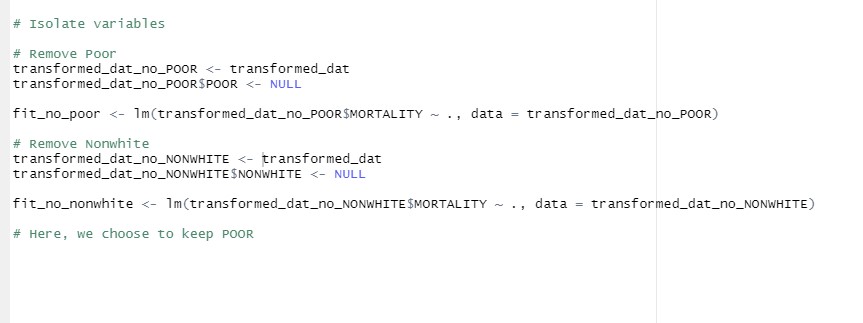 # Isolate variables
# Remove Poor
transformed_dat_no_POOR <- transformed_dat
transformed_dat_no_POOR$POOR <- NULL
fit_no_poor <- lm(transformed_dat_no_POOR$MORTALITY ~ ., data = transformed_dat_no_POOR)
# Remove Nonwhite
transformed_dat_no_NONWHITE <- transformed_dat
transformed_dat_no_NONWHITE$NONWHITE <- NULL
fit_no_nonwhite <- lm(transformed_dat_no_NONWHITE$MORTALITY ~ ., data = transformed_dat_no_NONWHITE)
# Here, we choose to keep POOR